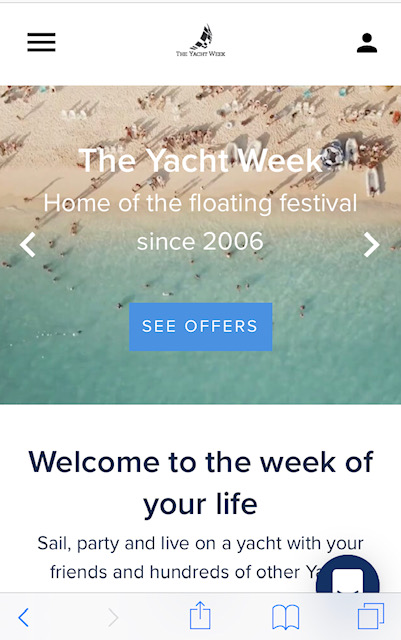 THE YACHT WEEK
The Yacht Week
Home of the floating festival
since 2006
SEE OFFERS
Welcome to the week of
your life
Sail, party and live on a yacht with your
friends and hundreds of other